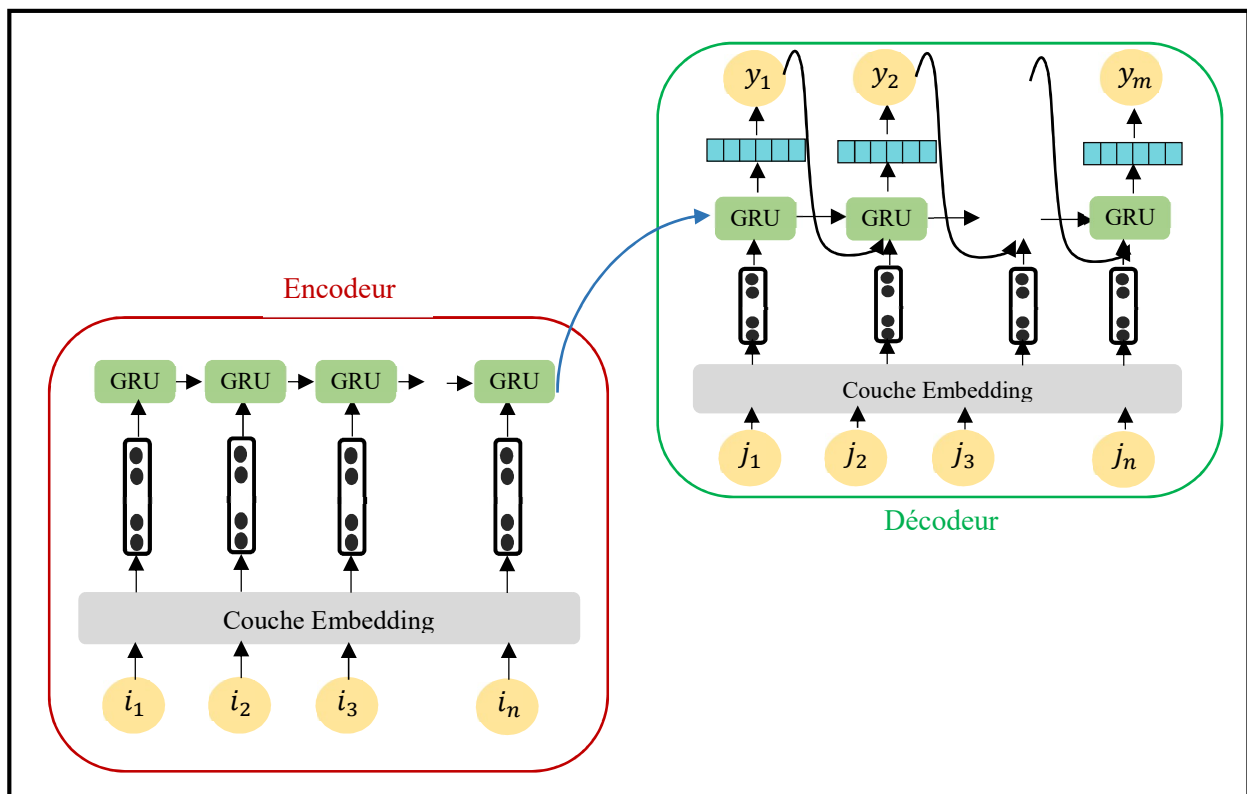 y₁ y₂ yₘ
GRU GRU GRU
Couche Embedding
j₁ j₂ j₃ jₙ
Décodeur
Encodeur
GRU GRU GRU GRU
Couche Embedding
i₁ i₂ i₃ iₙ